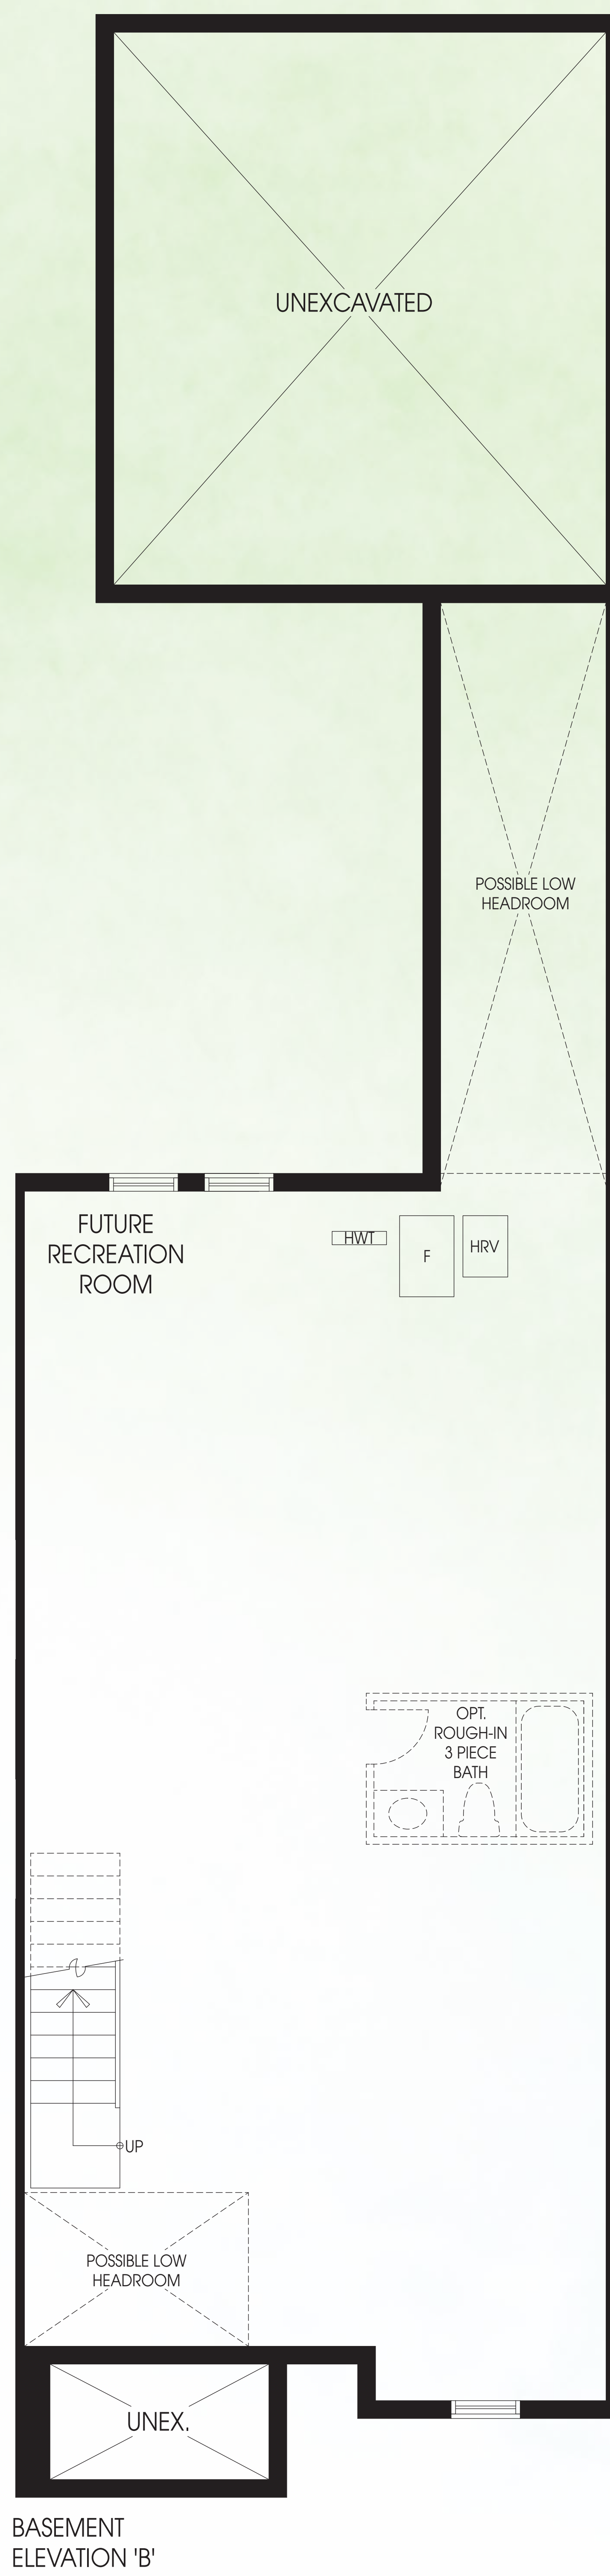 UNEXCAVATED
POSSIBLE LOW
HEADROOM
FUTURE
RECREATION
ROOM
HWT
F
HRV
OPT.
ROUGH-IN
3 PIECE
BATH
UP
POSSIBLE LOW
HEADROOM
UNEX.
BASEMENT
ELEVATION 'B'